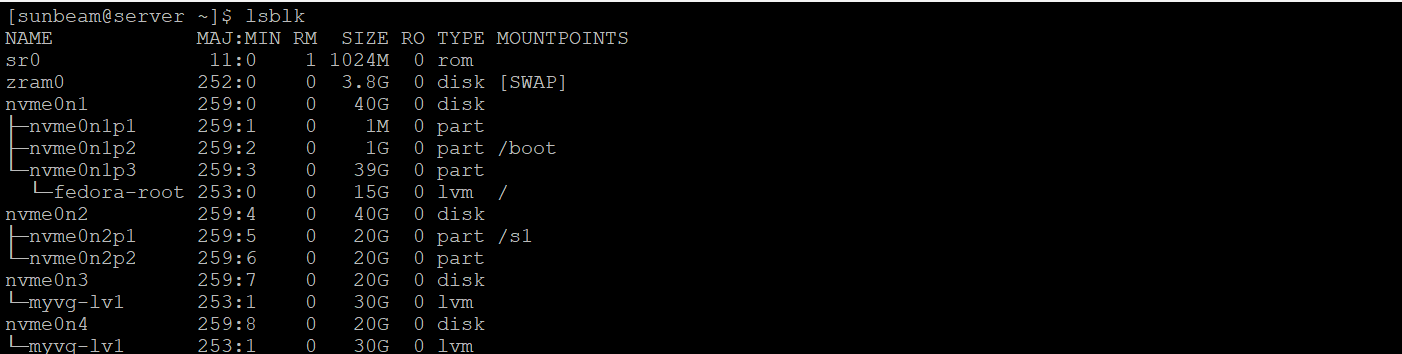 [sunbeam@server ~]$ lsblk
NAME            MAJ:MIN RM  SIZE RO TYPE MOUNTPOINTS
sr0              11:0    1 1024M  0 rom
zram0           252:0    0  3.8G  0 disk [SWAP]
nvme0n1         259:0    0   40G  0 disk
├─nvme0n1p1     259:1    0    1M  0 part
├─nvme0n1p2     259:2    0    1G  0 part /boot
└─nvme0n1p3     259:3    0   39G  0 part
  └─fedora-root 253:0    0   15G  0 lvm  /
nvme0n2         259:4    0   40G  0 disk
├─nvme0n2p1     259:5    0   20G  0 part /s1
└─nvme0n2p2     259:6    0   20G  0 part
nvme0n3         259:7    0   20G  0 disk
└─myvg-lv1      253:1    0   30G  0 lvm
nvme0n4         259:8    0   20G  0 disk
└─myvg-lv1      253:1    0   30G  0 lvm